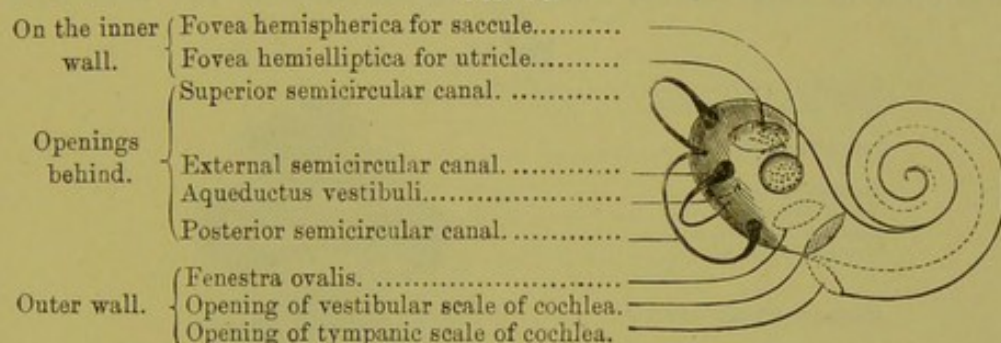 On the inner wall.
Fovea hemispherica for saccule..........
Fovea hemielliptica for utricle..........
Openings behind.
Superior semicircular canal. ............
External semicircular canal. ............
Aqueductus vestibuli.......................
Posterior semicircular canal. ............
Outer wall.
Fenestra ovalis. ..........................
Opening of vestibular scale of cochlea.
Opening of tympanic scale of cochlea.